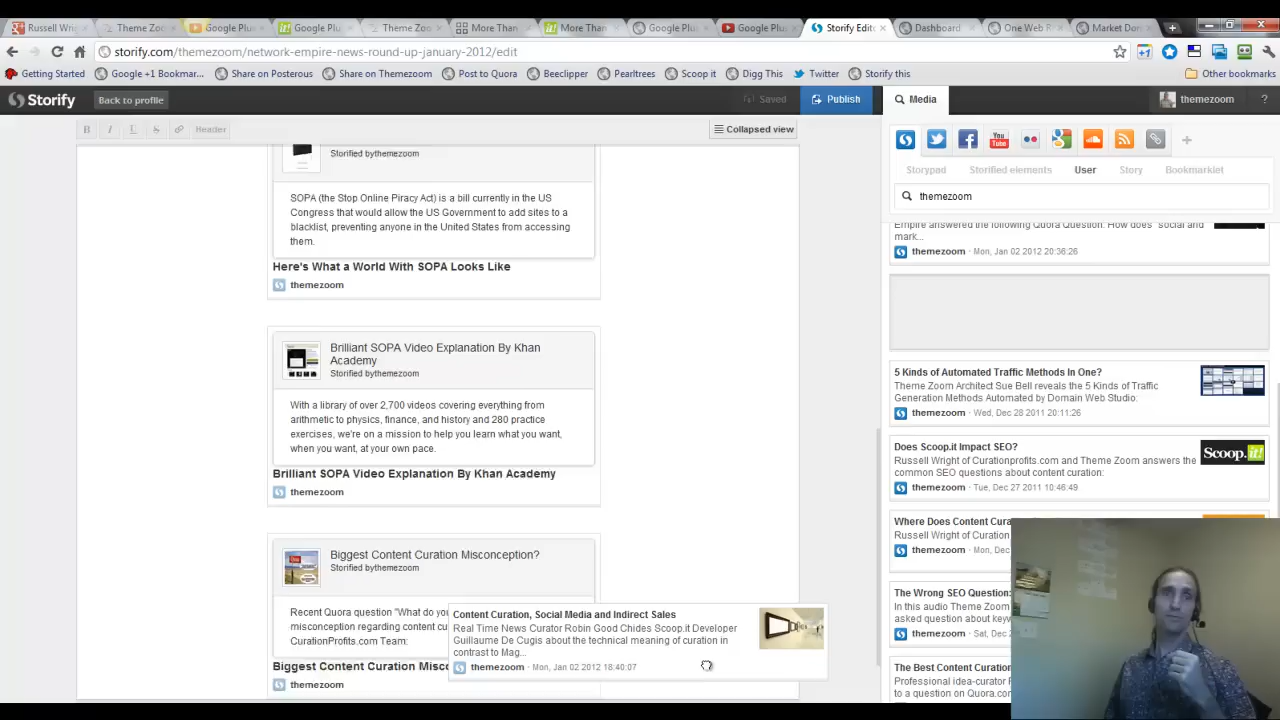 Russell Wrig
Theme Zo
Google Plu
Google Plu
Theme Zo
More Than
More Than
Google Plu
Google Plu
Storify Edit
Dashboard
One Web R
Market Do
storify.com/themezoom/network-empire-news-round-up-january-2012/edit
Getting Started
Google +1 Bookmar...
Share on Posterous
Share on Themezoom
Post to Quora
Beeclipper
Pearltrees
Scoop it
Digg This
Twitter
Storify this
Other bookmarks
Storify
Back to profile
Saved
Publish
Media
themezoom
?
B I U S Header
Collapsed view
Storypad
Storified elements
User
Story
Bookmarklet
themezoom
Storified bythemezoom
SOPA (the Stop Online Piracy Act) is a bill currently in the US
Congress that would allow the US Government to add sites to a
blacklist, preventing anyone in the United States from accessing
them.
Here's What a World With SOPA Looks Like
themezoom
Brilliant SOPA Video Explanation By Khan
Academy
Storified bythemezoom
With a library of over 2,700 videos covering everything from
arithmetic to physics, finance, and history and 280 practice
exercises, we're on a mission to help you learn what you want,
when you want, at your own pace.
Brilliant SOPA Video Explanation By Khan Academy
themezoom
Biggest Content Curation Misconception?
Storified bythemezoom
Recent Quora question "What do you
misconception regarding content cu
CurationProfits.com Team:
Biggest Content Curation Misco
themezoom
Content Curation, Social Media and Indirect Sales
Real Time News Curator Robin Good Chides Scoop.it Developer
Guillaume De Cugis about the technical meaning of curation in
contrast to Mag...
themezoom · Mon, Jan 02 2012 18:40:07
Empire answered the following Quora Question: How does "social and
mark...
themezoom · Mon, Jan 02 2012 20:36:26
5 Kinds of Automated Traffic Methods In One?
Theme Zoom Architect Sue Bell reveals the 5 Kinds of Traffic
Generation Methods Automated by Domain Web Studio:
themezoom · Wed, Dec 28 2011 20:11:26
Does Scoop.it Impact SEO?
Russell Wright of Curationprofits.com and Theme Zoom answers the
common SEO questions about content curation:
themezoom · Tue, Dec 27 2011 10:46:49
Scoop.it!
Where Does Content Cura
Russell Wright of Curation
themezoom · Mon, Dec
The Wrong SEO Question:
In this audio Theme Zoom
asked question about keyw
themezoom · Sat, Dec
The Best Content Curation
Professional idea-curator
to a question on Quora.com